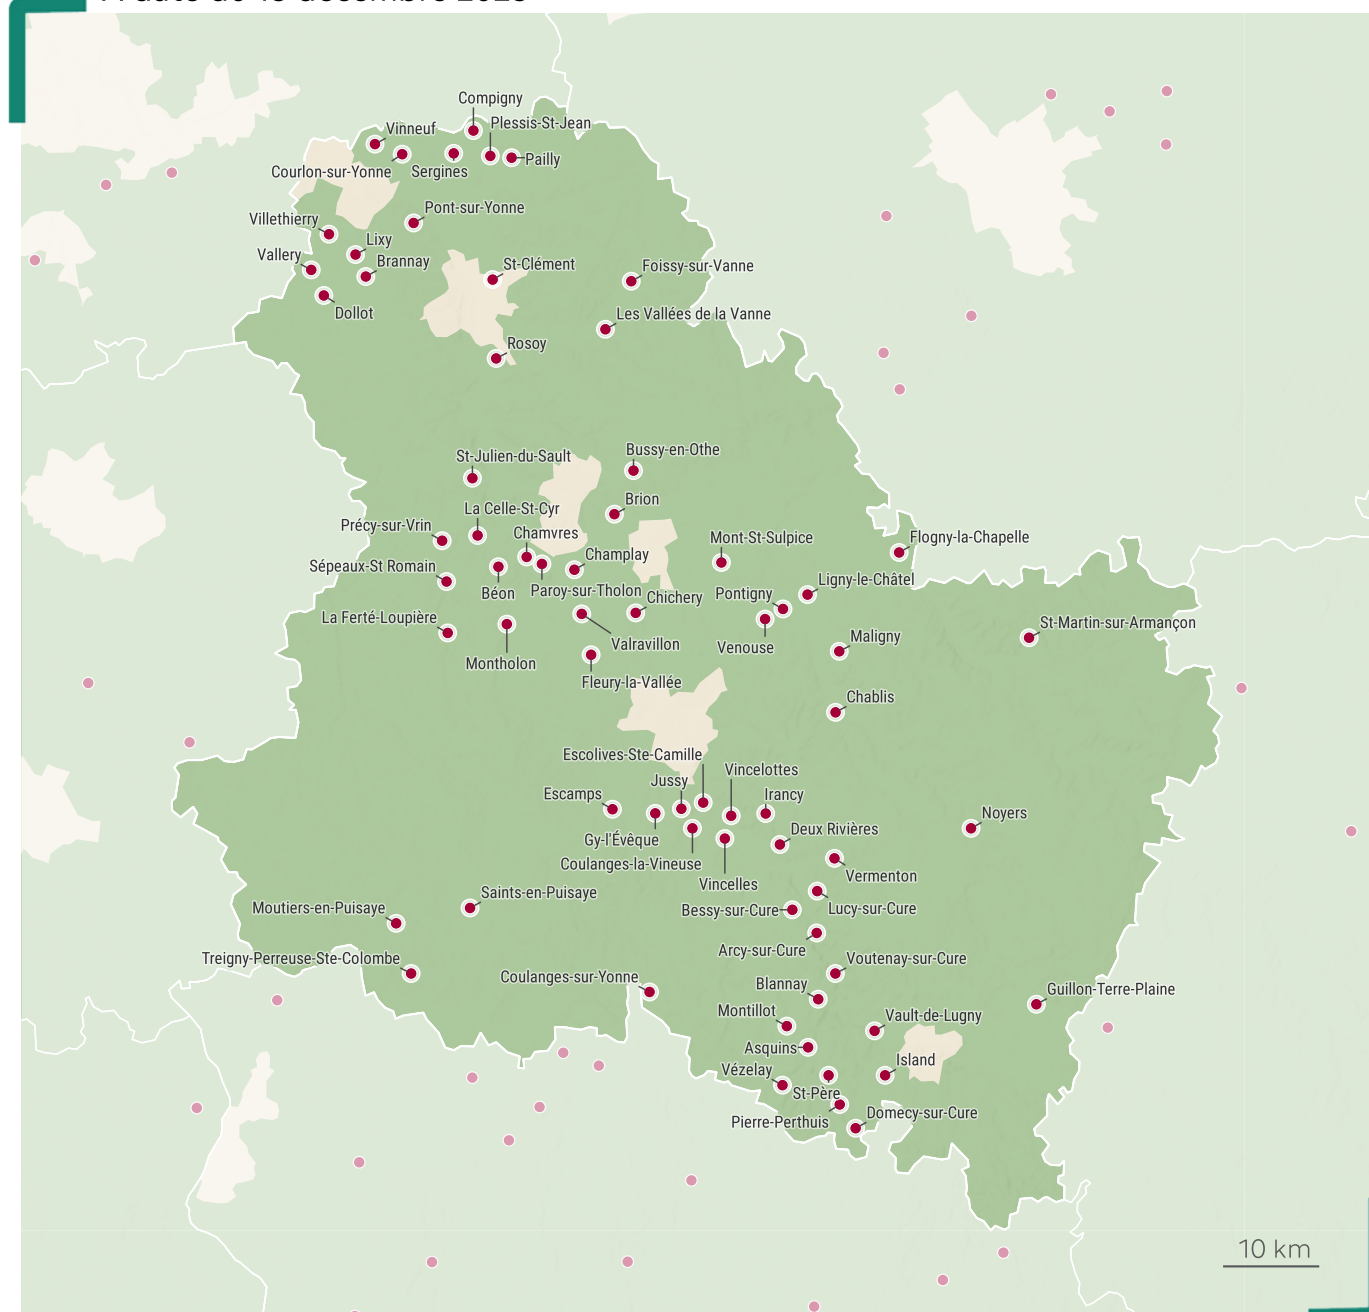 Compigny
Plessis-St-Jean
Vinneuf
Pailly
Courlon-sur-Yonne
Sergines
Pont-sur-Yonne
Villethierry
Lixy
Vallery
Brannay
St-Clément
Foissy-sur-Vanne
Dollot
Les Vallées de la Vanne
Rosoy
Bussy-en-Othe
St-Julien-du-Sault
Brion
La Celle-St-Cyr
Précy-sur-Vrin
Chamvres
Mont-St-Sulpice
Flogny-la-Chapelle
Champlay
Sépeaux-St Romain
Ligny-le-Châtel
Béon
Paroy-sur-Tholon
Pontigny
Chichery
La Ferté-Loupière
St-Martin-sur-Armançon
Maligny
Valravillon
Venouse
Montholon
Fleury-la-Vallée
Chablis
Escolives-Ste-Camille
Vincelottes
Jussy
Escamps
Irancy
Noyers
Deux Rivières
Gy-l'Évêque
Coulanges-la-Vineuse
Vermenton
Vincelles
Saints-en-Puisaye
Moutiers-en-Puisaye
Bessy-sur-Cure
Lucy-sur-Cure
Arcy-sur-Cure
Treigny-Perreuse-Ste-Colombe
Voutenay-sur-Cure
Coulanges-sur-Yonne
Blannay
Guillon-Terre-Plaine
Montillot
Vault-de-Lugny
Asquins
Island
Vézelay
St-Père
Domecy-sur-Cure
Pierre-Perthuis
10 km